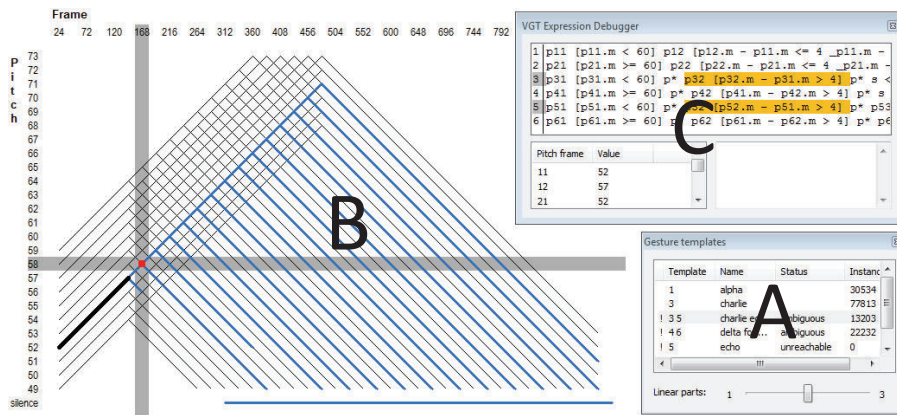 Frame
24 72 120 168 216 264 312 360 408 456 504 552 600 648 696 744 792
Pitch
73
72
71
70
69
68
67
66
65
64
63
62
61
60
59
58
57
56
55
54
53
52
51
50
49
silence
B
VGT Expression Debugger
1 p11 [p11.m < 60] p12 [p12.m - p11.m <= 4 _p11.m -
2 p21 [p21.m >= 60] p22 [p22.m - p21.m <= 4 _p21.m -
3 p31 [p31.m < 60] p* p32 [p32.m - p31.m > 4] p* s <
4 p41 [p41.m >= 60] p* p42 [p41.m - p42.m > 4] p* s
5 p51 [p51.m < 60] p* p52 [p52.m - p51.m > 4] p* p53
6 p61 [p61.m >= 60] p62 [p61.m - p62.m > 4] p* p6
C
Pitch frame Value
11 52
12 57
21 52
Gesture templates
Template Name Status Instanc
1 alpha 30534
3 charlie 77813
! 3 5 charlie ambiguous 13203
! 4 6 delta ambiguous 22232
! 5 echo unreachable 0
A
Linear parts: 1 3